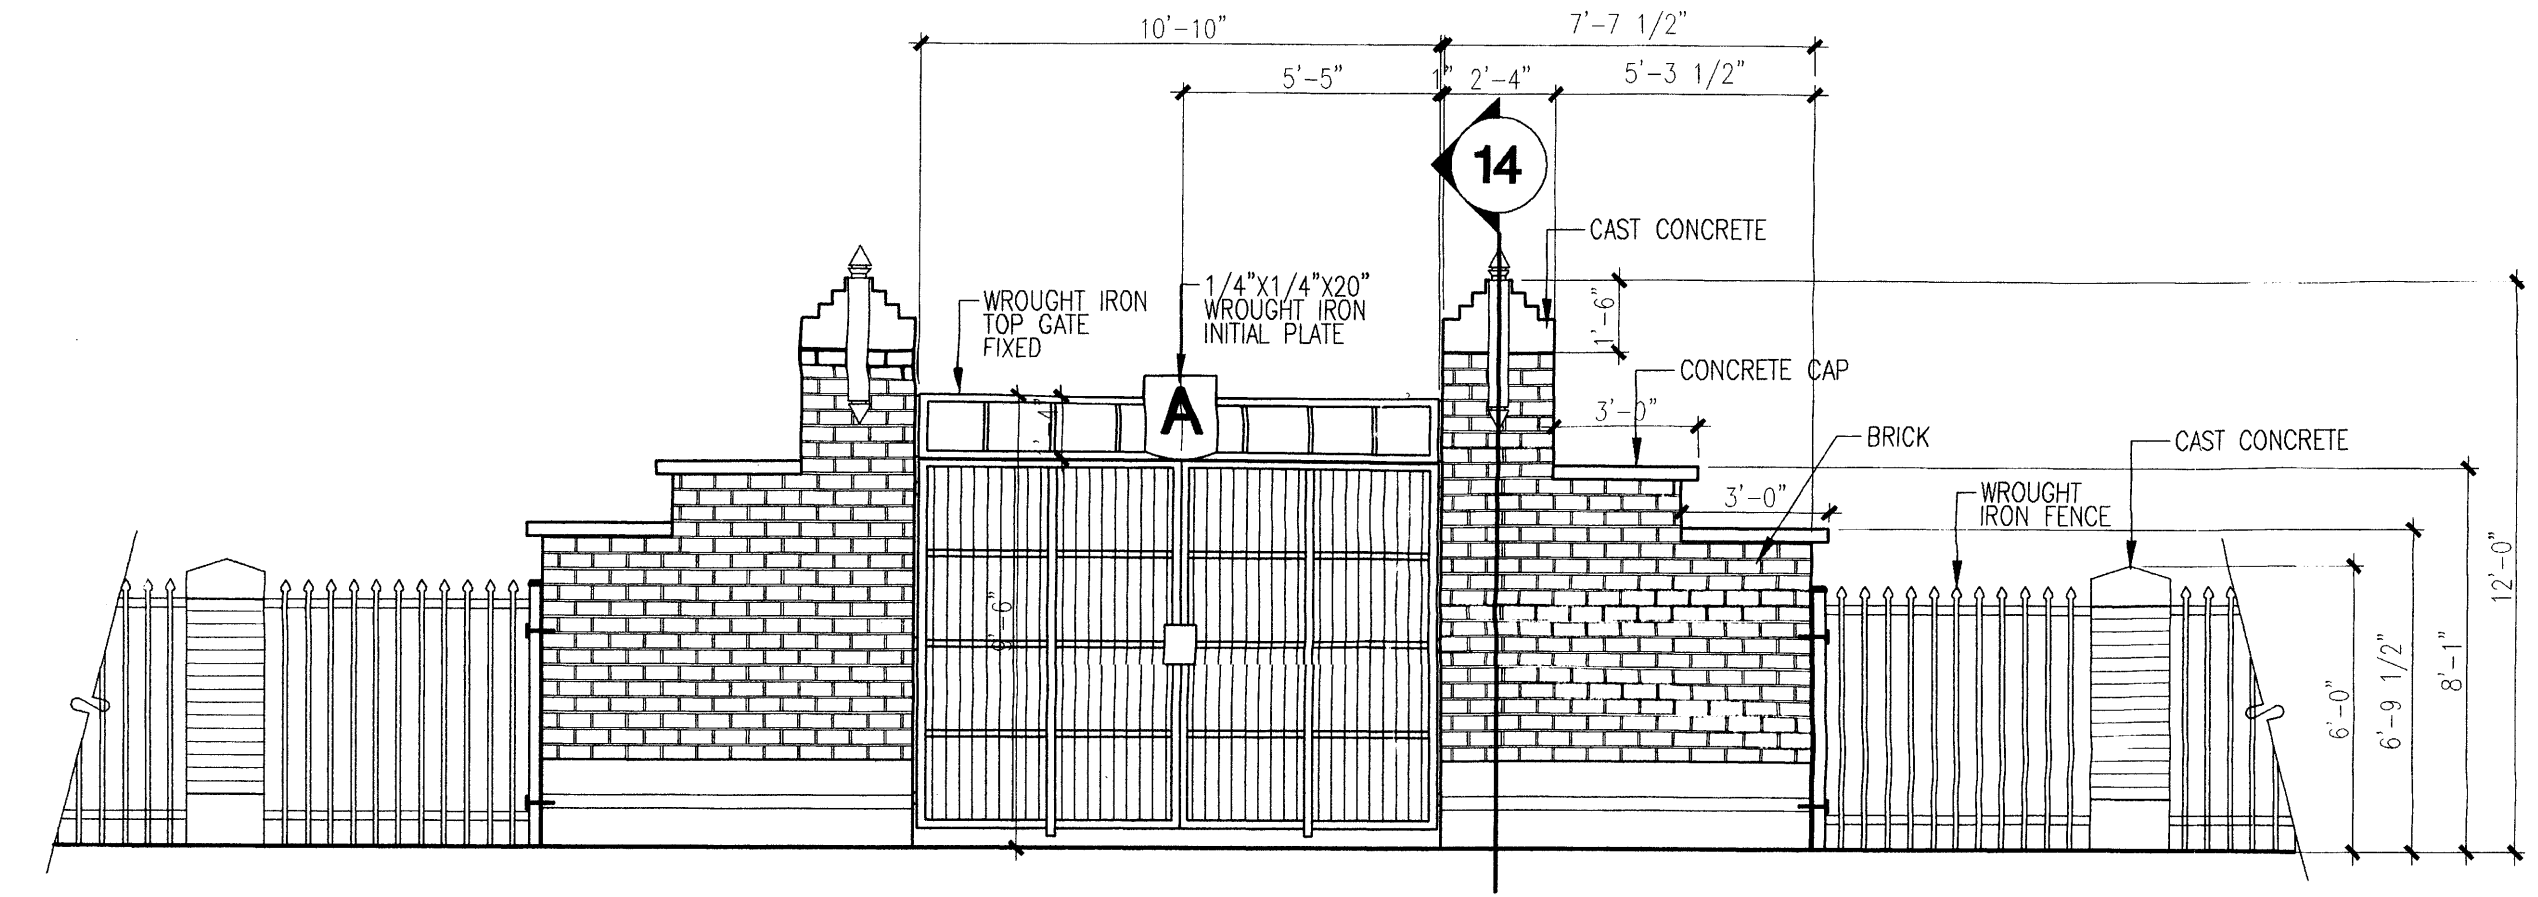 10'-10"
7'-7 1/2"
5'-5"
1"
2'-4"
5'-3 1/2"
14
CAST CONCRETE
1/4"X1/4"X20"
WROUGHT IRON
INITIAL PLATE
WROUGHT IRON
TOP GATE
FIXED
1'-6"
CONCRETE CAP
3'-0"
A
BRICK
CAST CONCRETE
3'-0"
WROUGHT
IRON FENCE
12'-0"
9'-6"
8'-1"
6'-9 1/2"
6'-0"